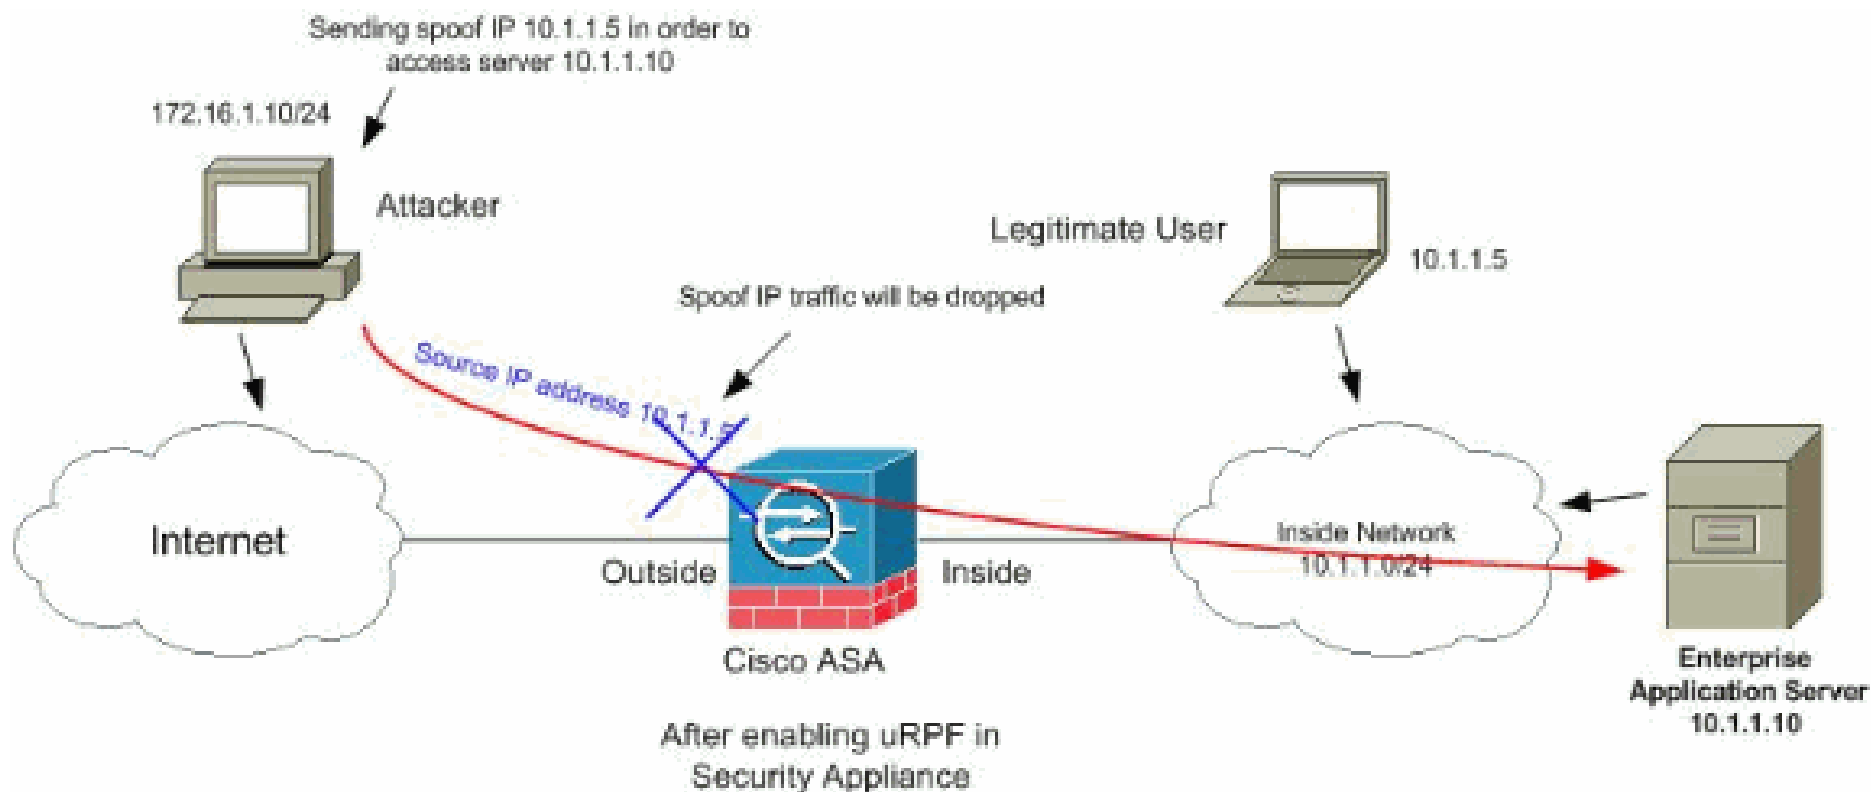 Sending spoof IP 10.1.1.5 in order to
access server 10.1.1.10
172.16.1.10/24
Attacker
Legitimate User
10.1.1.5
Spoof IP traffic will be dropped
Source IP address 10.1.1.5
Internet
Outside
Inside
Inside Network
10.1.1.0/24
Cisco ASA
Enterprise
Application Server
10.1.1.10
After enabling uRPF in
Security Appliance